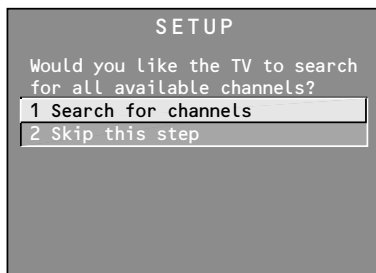 SETUP
Would you like the TV to search
for all available channels?
1 Search for channels
2 Skip this step